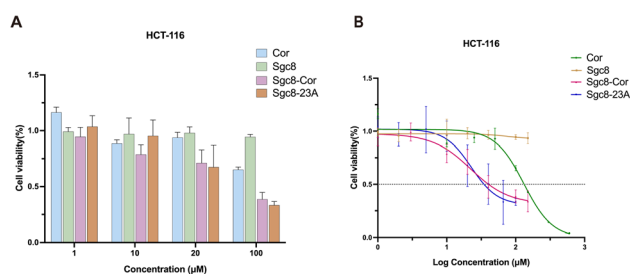 A
HCT-116
Cor
Sgc8
Sgc8-Cor
Sgc8-23A
Cell viability(%)
1.5
1.0
0.5
0.0
1
10
20
100
Concentration (μM)
B
HCT-116
Cor
Sgc8
Sgc8-Cor
Sgc8-23A
Cell viability(%)
1.5
1.0
0.5
0.0
0
1
2
3
Log Concentration (μM)